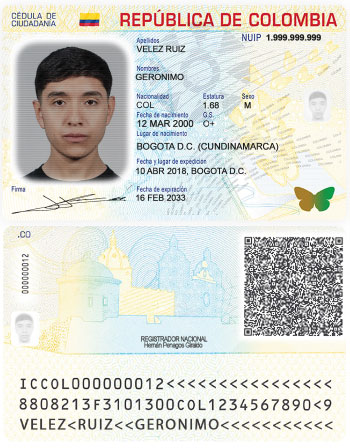 CÉDULA DE
CIUDADANÍA
REPÚBLICA DE COLOMBIA
Apellidos
NUIP 1.999.999.999
VELEZ RUIZ
Nombres
GERONIMO
Nacionalidad Estatura Sexo
COL 1.68 M
Fecha de nacimiento G.S.
12 MAR 2000 O+
Lugar de nacimiento
BOGOTA D.C. (CUNDINAMARCA)
Fecha y lugar de expedición
10 ABR 2018, BOGOTA D.C.
Firma
Fecha de expiración
16 FEB 2033
.CO
000000012
REGISTRADOR NACIONAL
Hernán Penagos Giraldo
ICCOL000000012<<<<<<<<<<<<<<<<
8808213F3101300COL1234567890<9
VELEZ<RUIZ<<GERONIMO<<<<<<<<<<